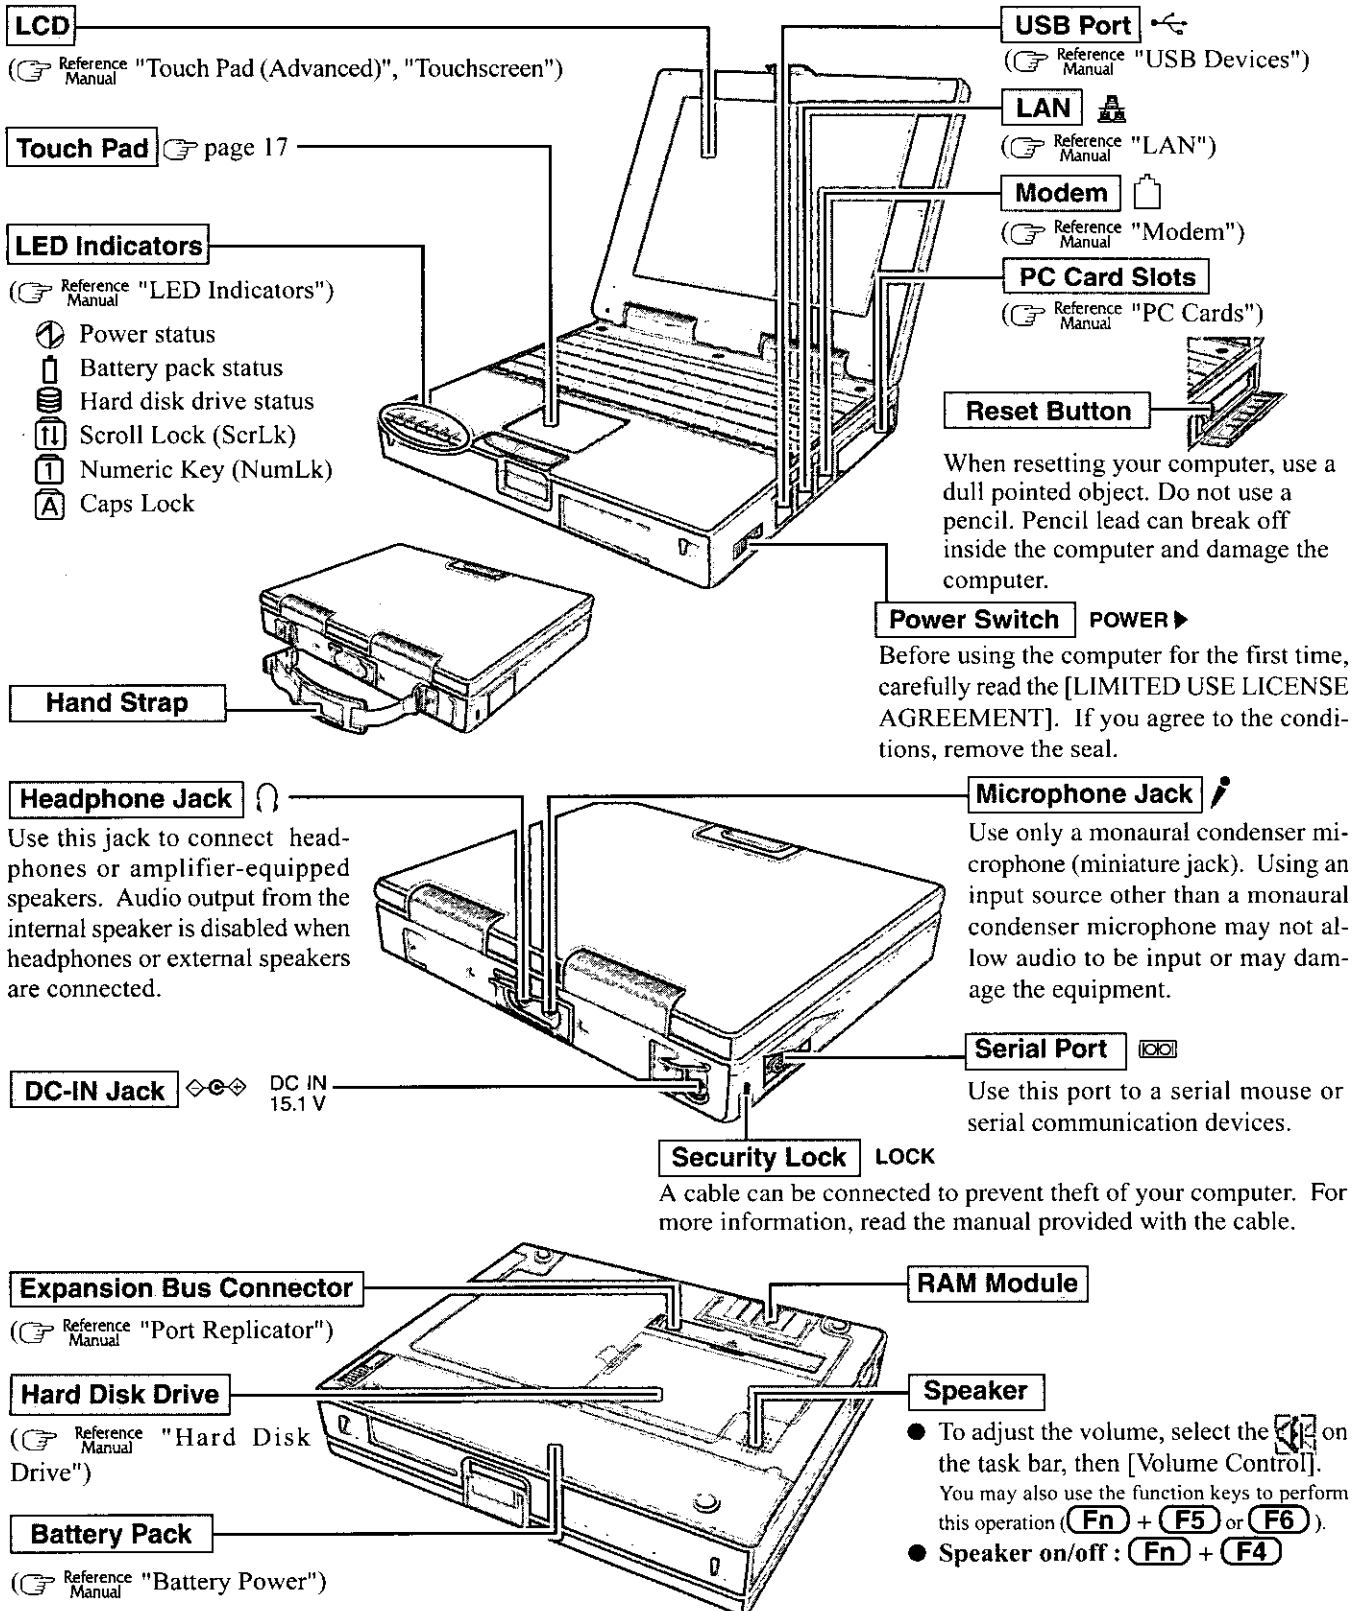 LCD
(Reference Manual "Touch Pad (Advanced)", "Touchscreen")
Touch Pad page 17
LED Indicators
(Reference Manual "LED Indicators")
Power status
Battery pack status
Hard disk drive status
Scroll Lock (ScrLk)
1 Numeric Key (NumLk)
A Caps Lock
Hand Strap
USB Port
(Reference Manual "USB Devices")
LAN
(Reference Manual "LAN")
Modem
(Reference Manual "Modem")
PC Card Slots
(Reference Manual "PC Cards")
Reset Button
When resetting your computer, use a
dull pointed object. Do not use a
pencil. Pencil lead can break off
inside the computer and damage the
computer.
Power Switch POWER
Before using the computer for the first time,
carefully read the [LIMITED USE LICENSE
AGREEMENT]. If you agree to the condi-
tions, remove the seal.
Headphone Jack
Use this jack to connect head-
phones or amplifier-equipped
speakers. Audio output from the
internal speaker is disabled when
headphones or external speakers
are connected.
DC-IN Jack DC IN
15.1 V
Microphone Jack
Use only a monaural condenser mi-
crophone (miniature jack). Using an
input source other than a monaural
condenser microphone may not al-
low audio to be input or may dam-
age the equipment.
Serial Port IOIOI
Use this port to a serial mouse or
serial communication devices.
Security Lock LOCK
A cable can be connected to prevent theft of your computer. For
more information, read the manual provided with the cable.
Expansion Bus Connector
(Reference Manual "Port Replicator")
Hard Disk Drive
(Reference Manual "Hard Disk
Drive")
Battery Pack
(Reference Manual "Battery Power")
RAM Module
Speaker
● To adjust the volume, select the on
the task bar, then [Volume Control].
You may also use the function keys to perform
this operation (Fn + F5 or F6).
● Speaker on/off : Fn + F4